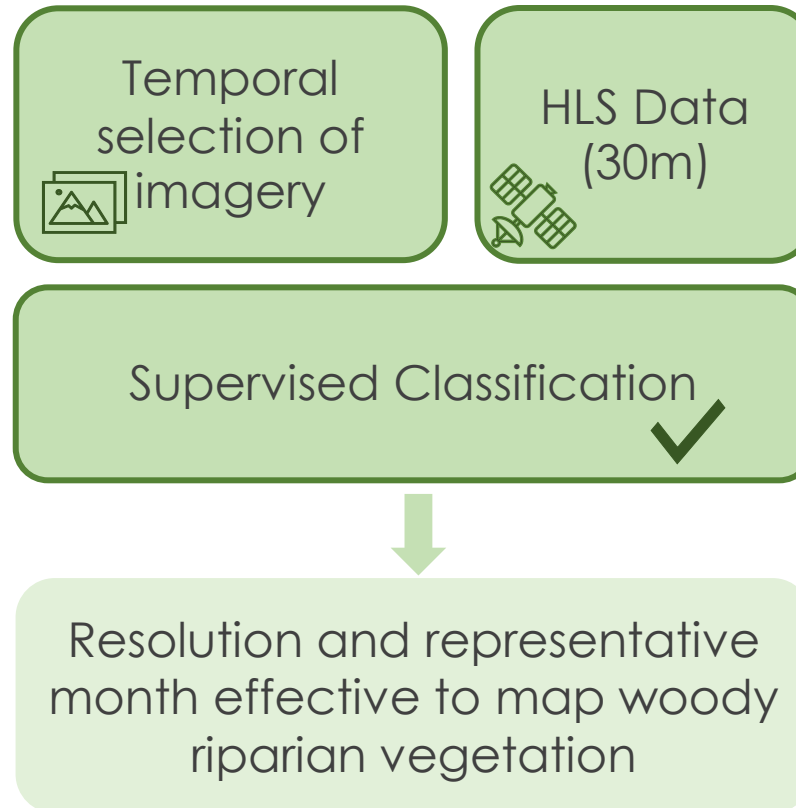 Temporal
selection of
imagery
HLS Data
(30m)
Supervised Classification
Resolution and representative
month effective to map woody
riparian vegetation